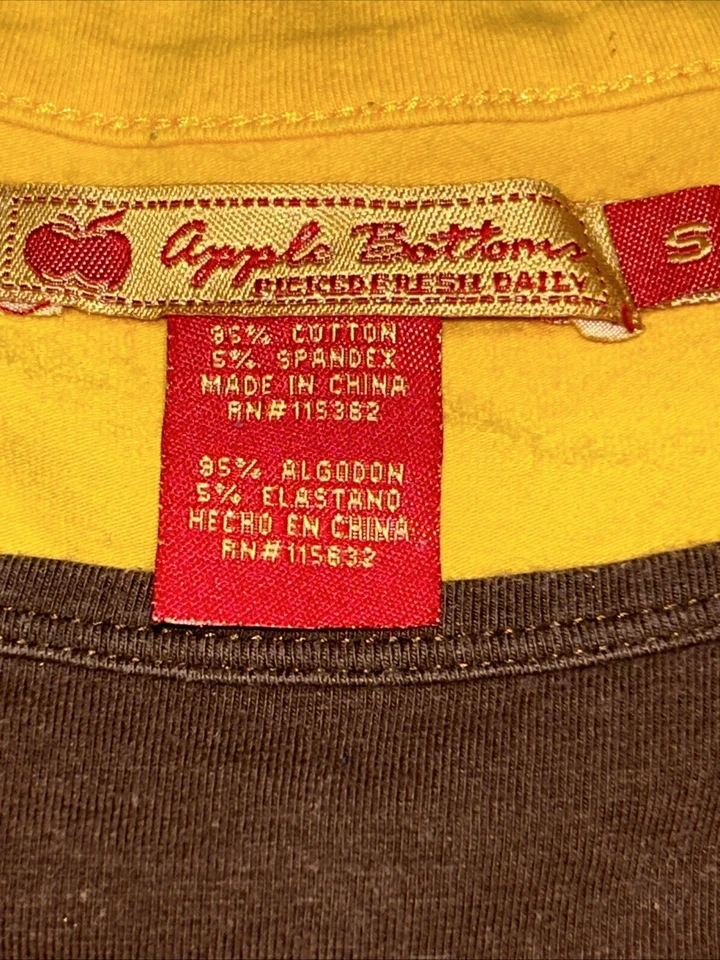 Apple Bottoms
PICKED FRESH DAILY
S
95% COTTON
5% SPANDEX
MADE IN CHINA
RN#115362
95% ALGODON
5% ELASTANO
HECHO EN CHINA
RN#115632